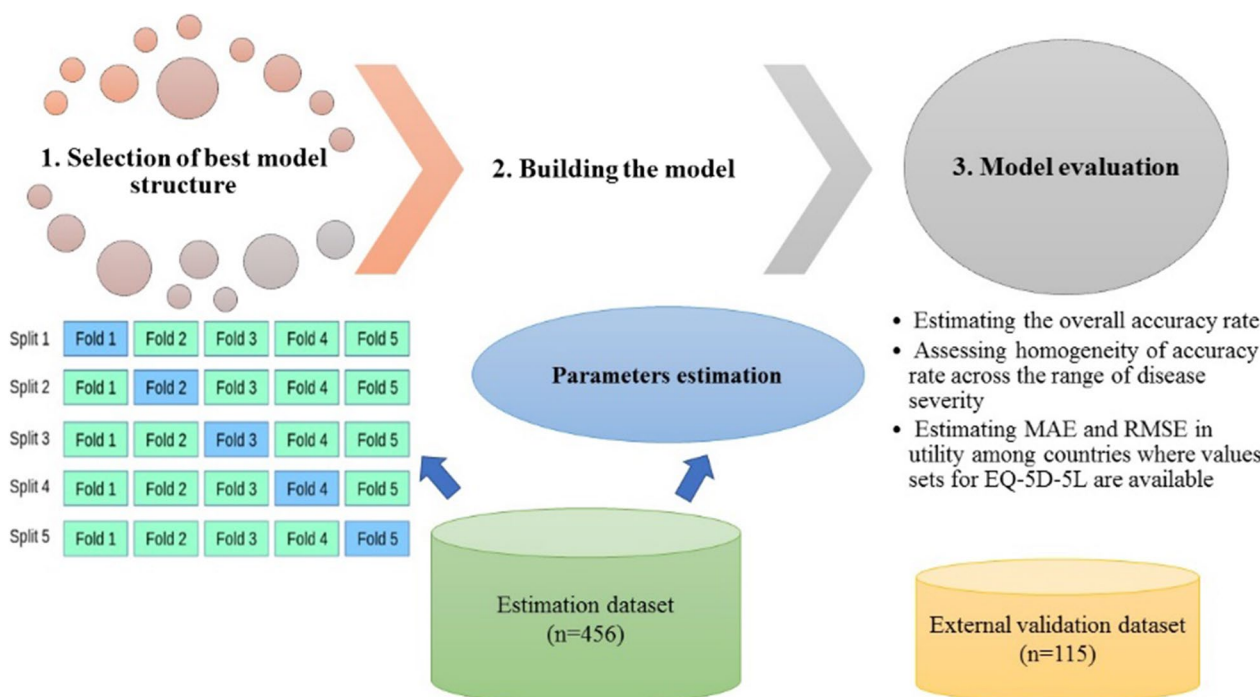 1. Selection of best model
structure
2. Building the model
3. Model evaluation
Split 1 Fold 1 Fold 2 Fold 3 Fold 4 Fold 5
Split 2 Fold 1 Fold 2 Fold 3 Fold 4 Fold 5
Split 3 Fold 1 Fold 2 Fold 3 Fold 4 Fold 5
Split 4 Fold 1 Fold 2 Fold 3 Fold 4 Fold 5
Split 5 Fold 1 Fold 2 Fold 3 Fold 4 Fold 5
Parameters estimation
• Estimating the overall accuracy rate
• Assessing homogeneity of accuracy
rate across the range of disease
severity
• Estimating MAE and RMSE in
utility among countries where values
sets for EQ-5D-5L are available
Estimation dataset
(n=456)
External validation dataset
(n=115)